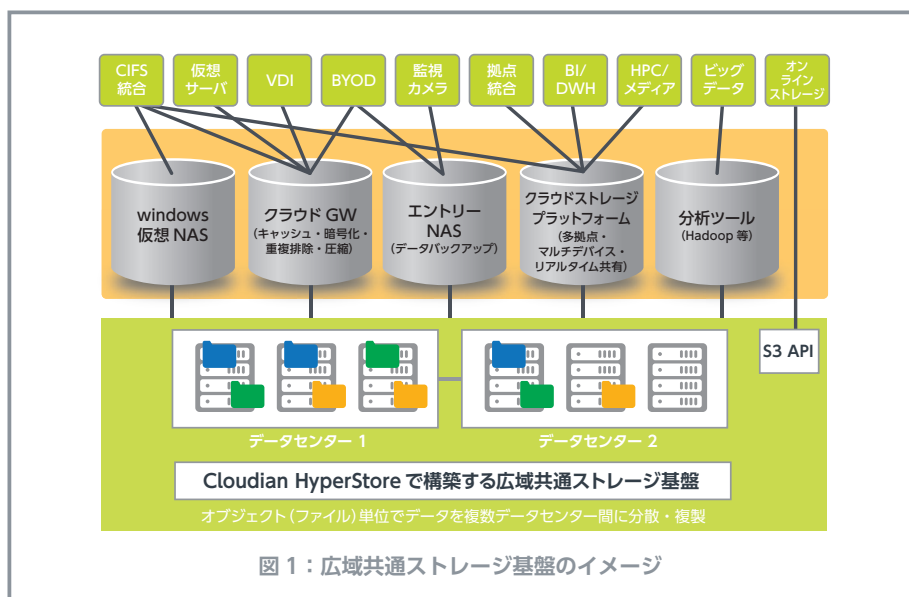 CIFS
統合
仮想
サーバ
VDI
BYOD
監視
カメラ
拠点
統合
BI/
DWH
HPC/
メディア
ビッグ
データ
オン
ライン
ストレージ
windows
仮想 NAS
クラウド GW
(キャッシュ・暗号化・
重複排除・圧縮)
エントリー
NAS
(データバックアップ)
クラウドストレージ
プラットフォーム
(多拠点・
マルチデバイス・
リアルタイム共有)
分析ツール
(Hadoop 等)
S3 API
データセンター 1
データセンター 2
Cloudian HyperStore で構築する広域共通ストレージ基盤
オブジェクト(ファイル)単位でデータを複数データセンター間に分散・複製
図 1:広域共通ストレージ基盤のイメージ